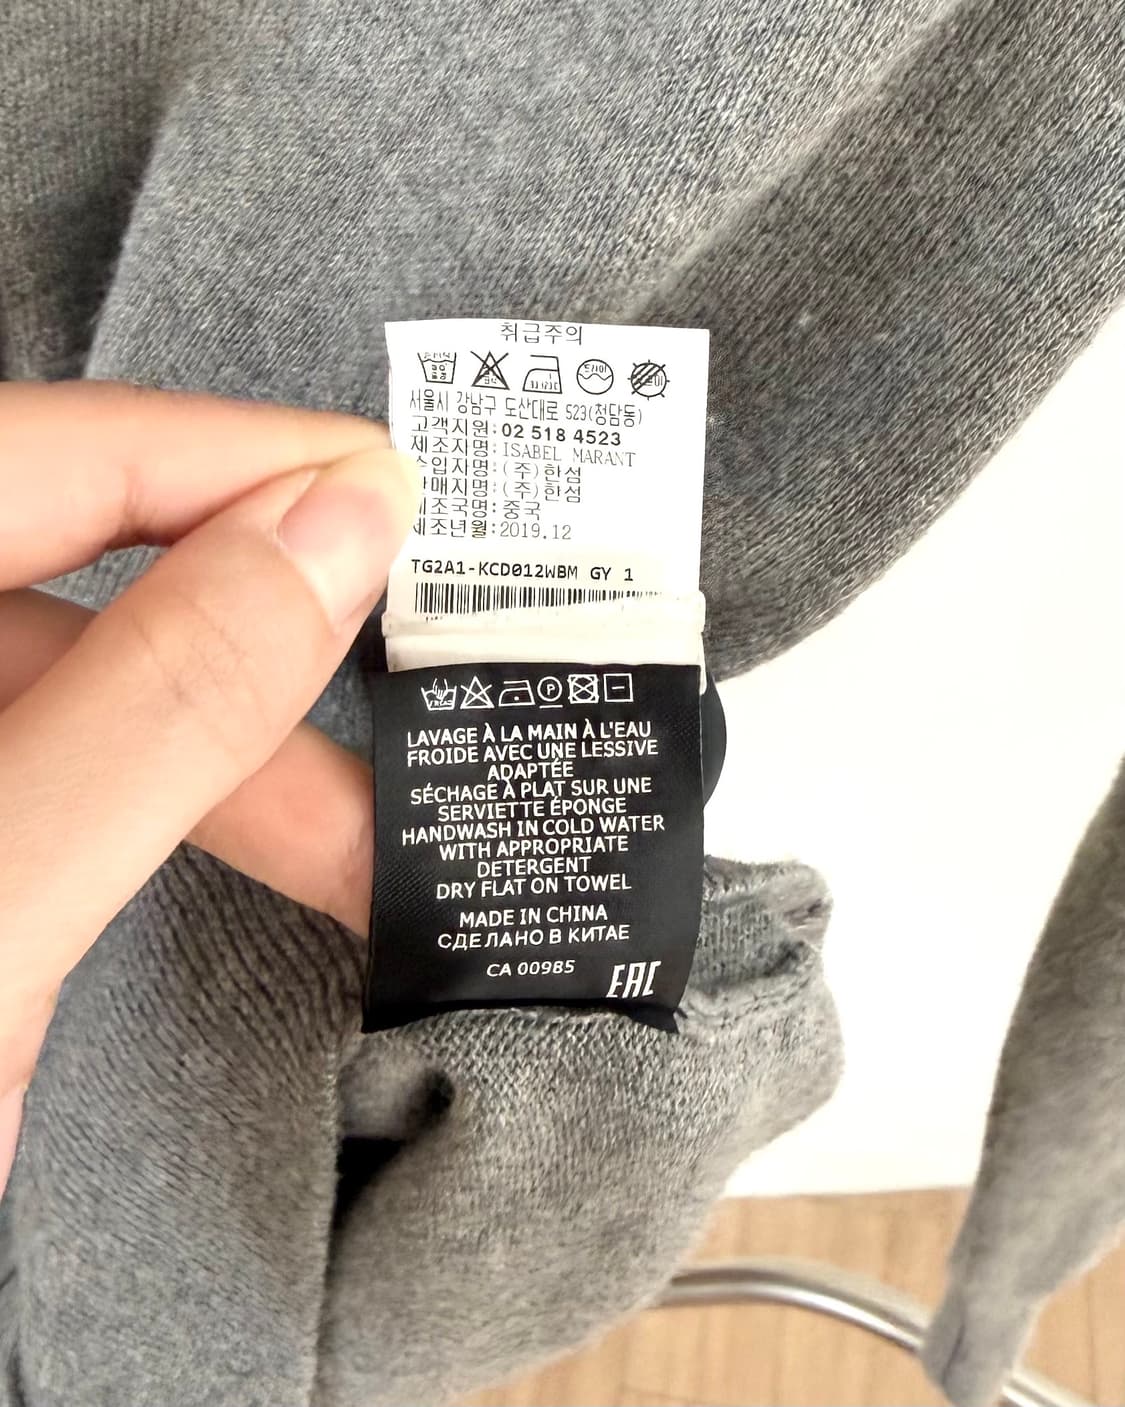 취급주의
서울시 강남구 도산대로 523(청담동)
고객지원:02 518 4523
제조자명:ISABEL MARANT
수입자명:(주)한섬
판매자명:(주)한섬
제조국명:중국
제조년월:2019.12
TG2A1-KCD012WBM GY 1
P
LAVAGE À LA MAIN À L'EAU
FROIDE AVEC UNE LESSIVE
ADAPTÉE
SÉCHAGE À PLAT SUR UNE
SERVIETTE ÉPONGE
HANDWASH IN COLD WATER
WITH APPROPRIATE
DETERGENT
DRY FLAT ON TOWEL
MADE IN CHINA
СДЕЛАНО В КИТАЕ
CA 00985
EAC